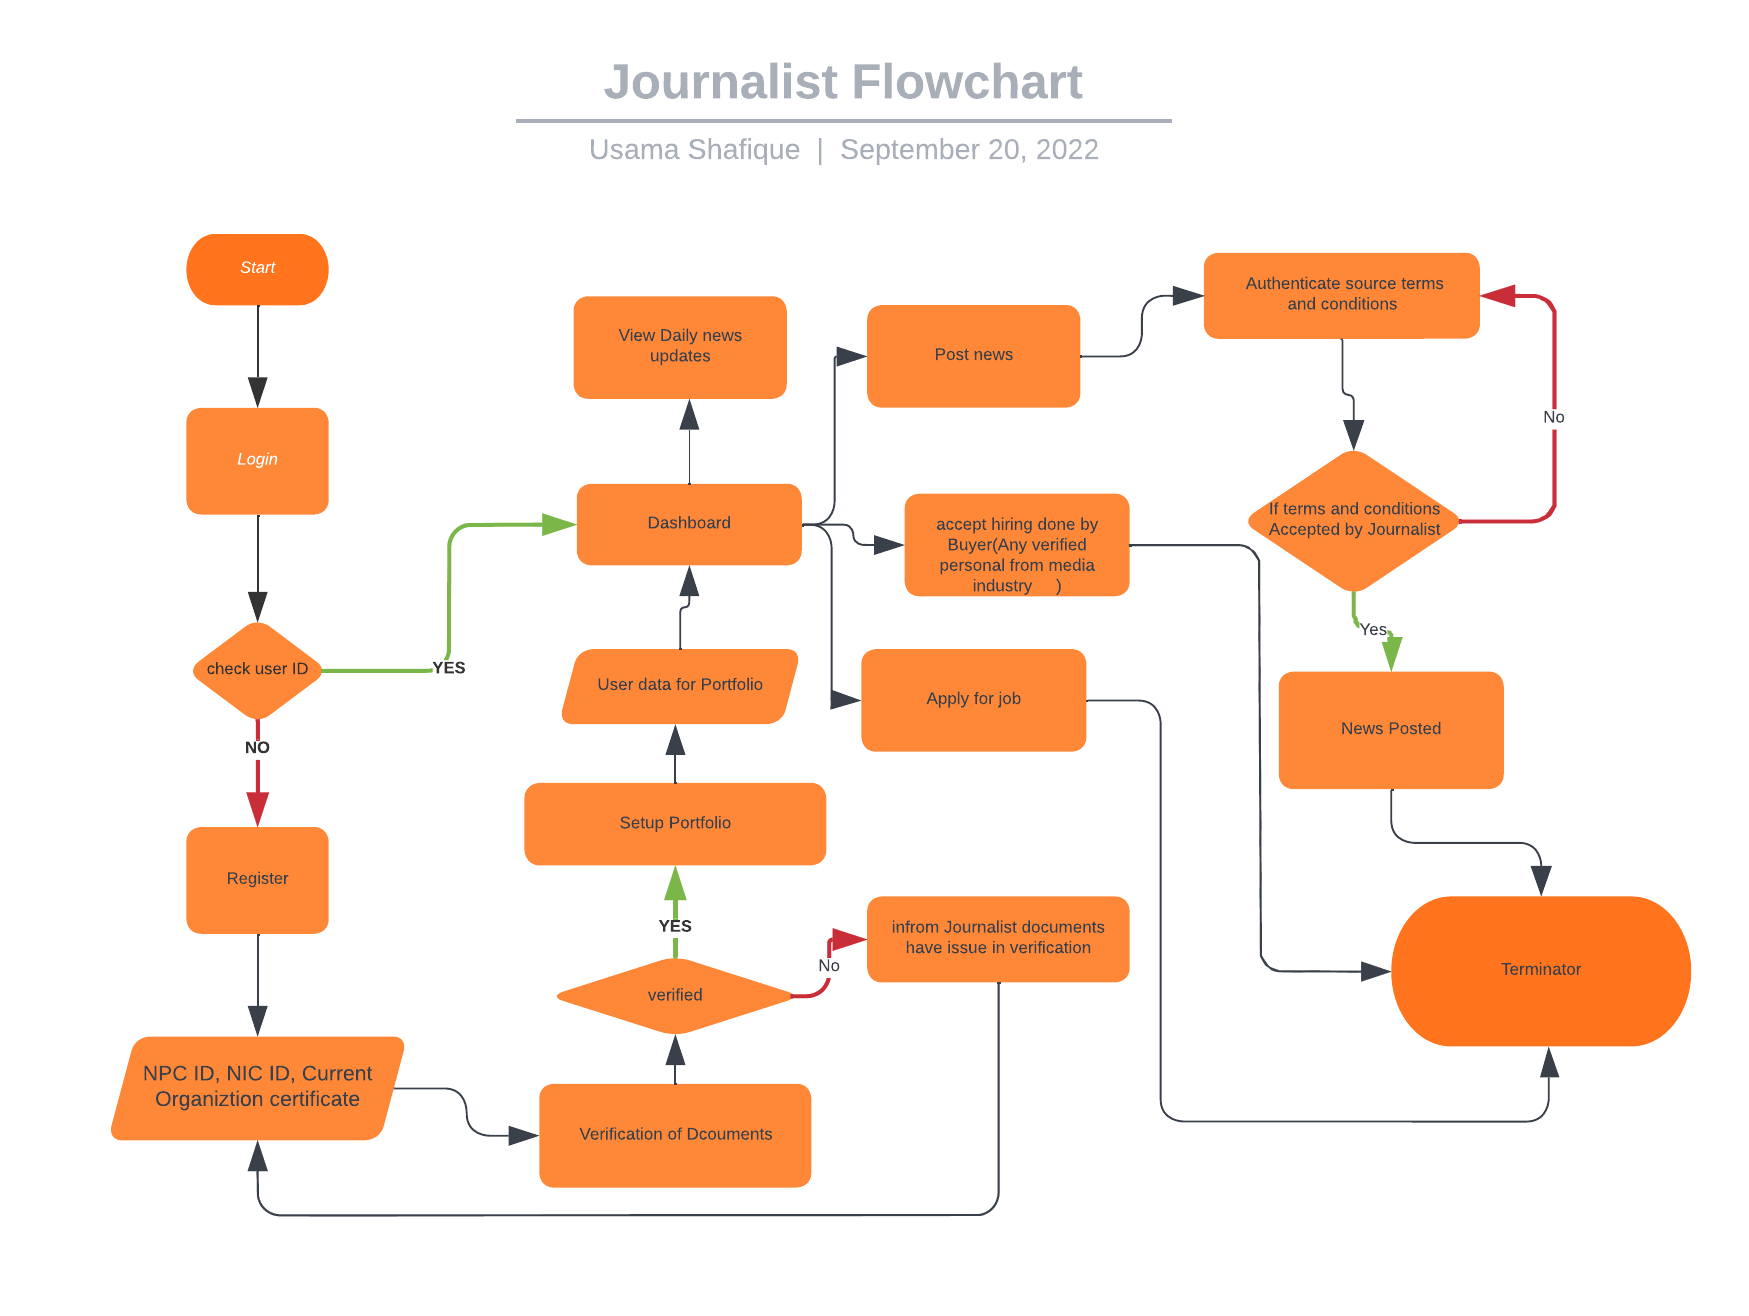 Journalist Flowchart
Usama Shafique | September 20, 2022
Start
Login
check user ID
YES
NO
Register
NPC ID, NIC ID, Current
Organiztion certificate
Verification of Dcouments
verified
YES
No
infrom Journalist documents
have issue in verification
Setup Portfolio
User data for Portfolio
Dashboard
View Daily news
updates
Post news
accept hiring done by
Buyer(Any verified
personal from media
industry )
Apply for job
Authenticate source terms
and conditions
If terms and conditions
Accepted by Journalist
No
Yes
News Posted
Terminator